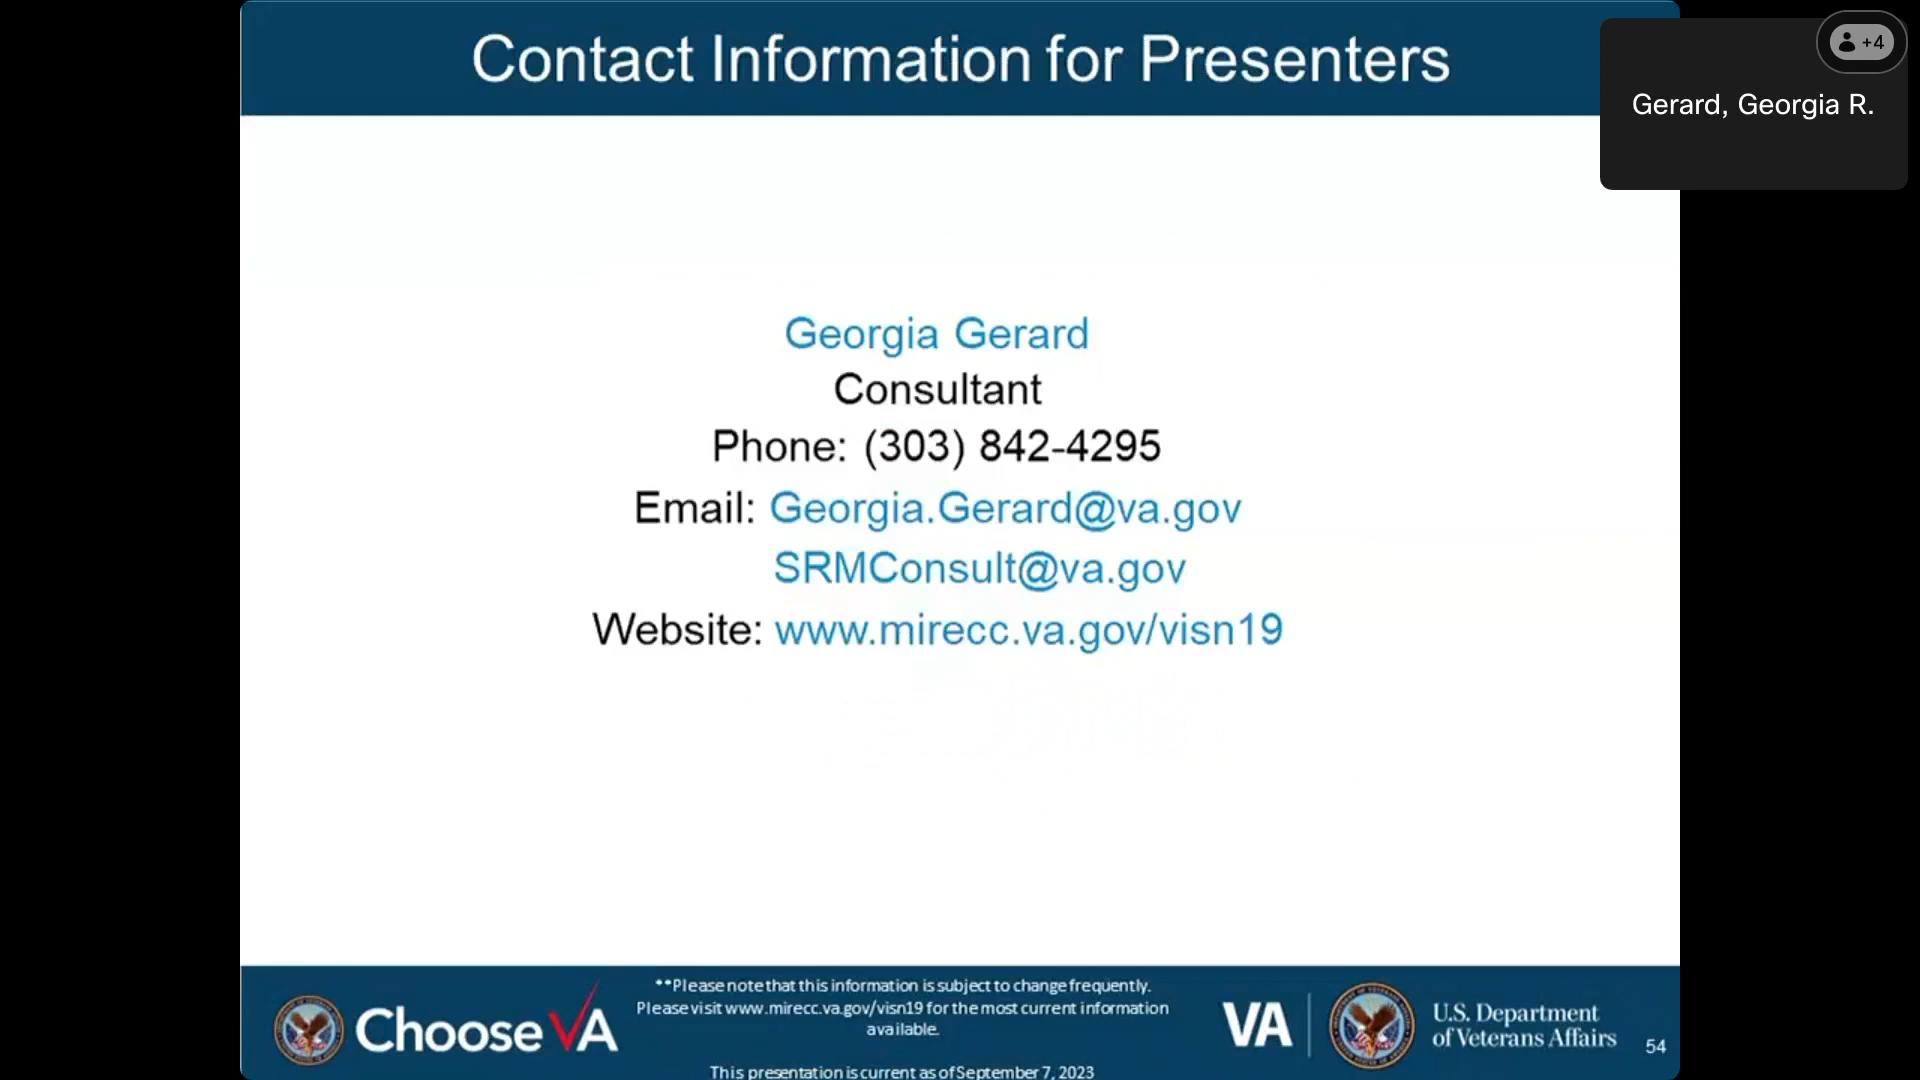 Contact Information for Presenters
+4
Gerard, Georgia R.
Georgia Gerard
Consultant
Phone: (303) 842-4295
Email: Georgia.Gerard@va.gov
SRMConsult@va.gov
Website: www.mirecc.va.gov/visn19
**Please note that this information is subject to change frequently.
Please visit www.mirecc.va.gov/visn19 for the most current information
available.
This presentation is current as of September 7, 2023
Choose VA
VA
U.S. Department
of Veterans Affairs
54